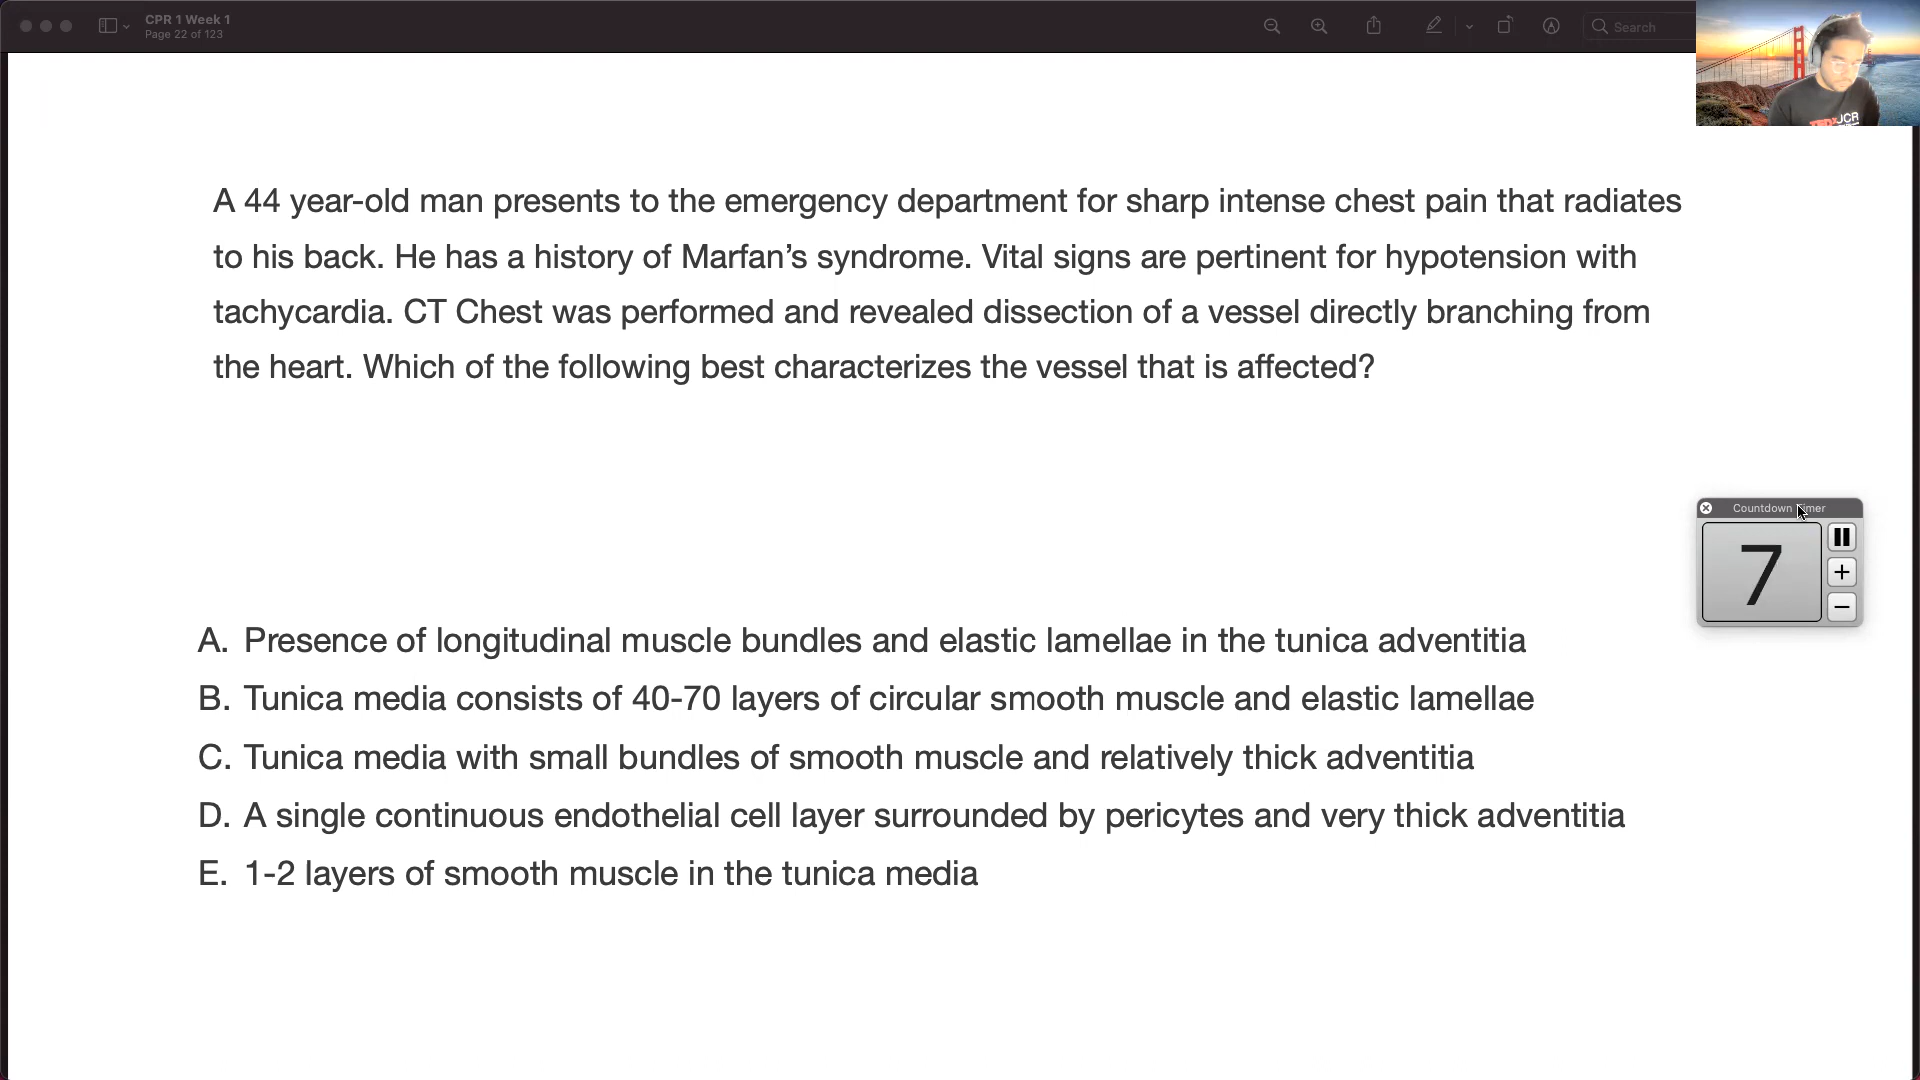 CPR 1 Week 1
Page 22 of 123
Search
A 44 year-old man presents to the emergency department for sharp intense chest pain that radiates
to his back. He has a history of Marfan’s syndrome. Vital signs are pertinent for hypotension with
tachycardia. CT Chest was performed and revealed dissection of a vessel directly branching from
the heart. Which of the following best characterizes the vessel that is affected?
Countdown
7
A. Presence of longitudinal muscle bundles and elastic lamellae in the tunica adventitia
B. Tunica media consists of 40-70 layers of circular smooth muscle and elastic lamellae
C. Tunica media with small bundles of smooth muscle and relatively thick adventitia
D. A single continuous endothelial cell layer surrounded by pericytes and very thick adventitia
E. 1-2 layers of smooth muscle in the tunica media